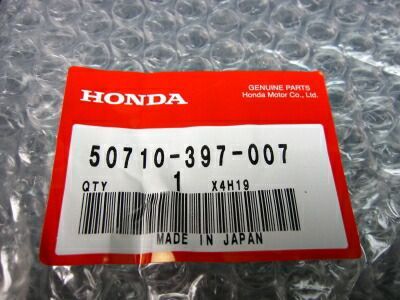 HONDA
GENUINE PARTS
Honda Motor Co., Ltd.
50710-397-007
QTY 1 X4H19
MADE IN JAPAN